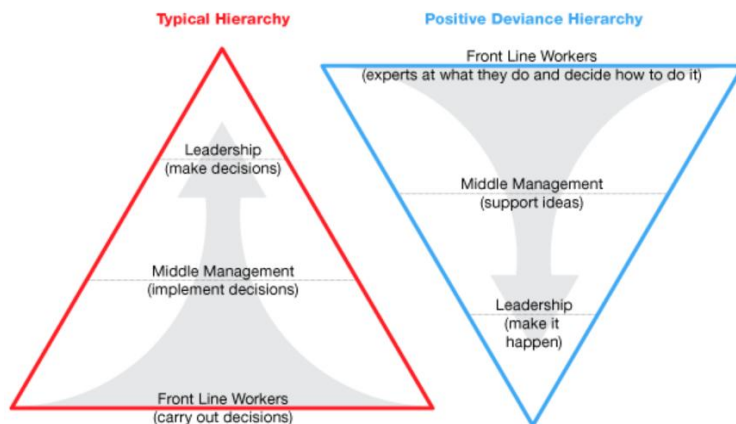 Typical Hierarchy
Leadership
(make decisions)
Middle Management
(implement decisions)
Front Line Workers
(carry out decisions)
Positive Deviance Hierarchy
Front Line Workers
(experts at what they do and decide how to do it)
Middle Management
(support ideas)
Leadership
(make it
happen)